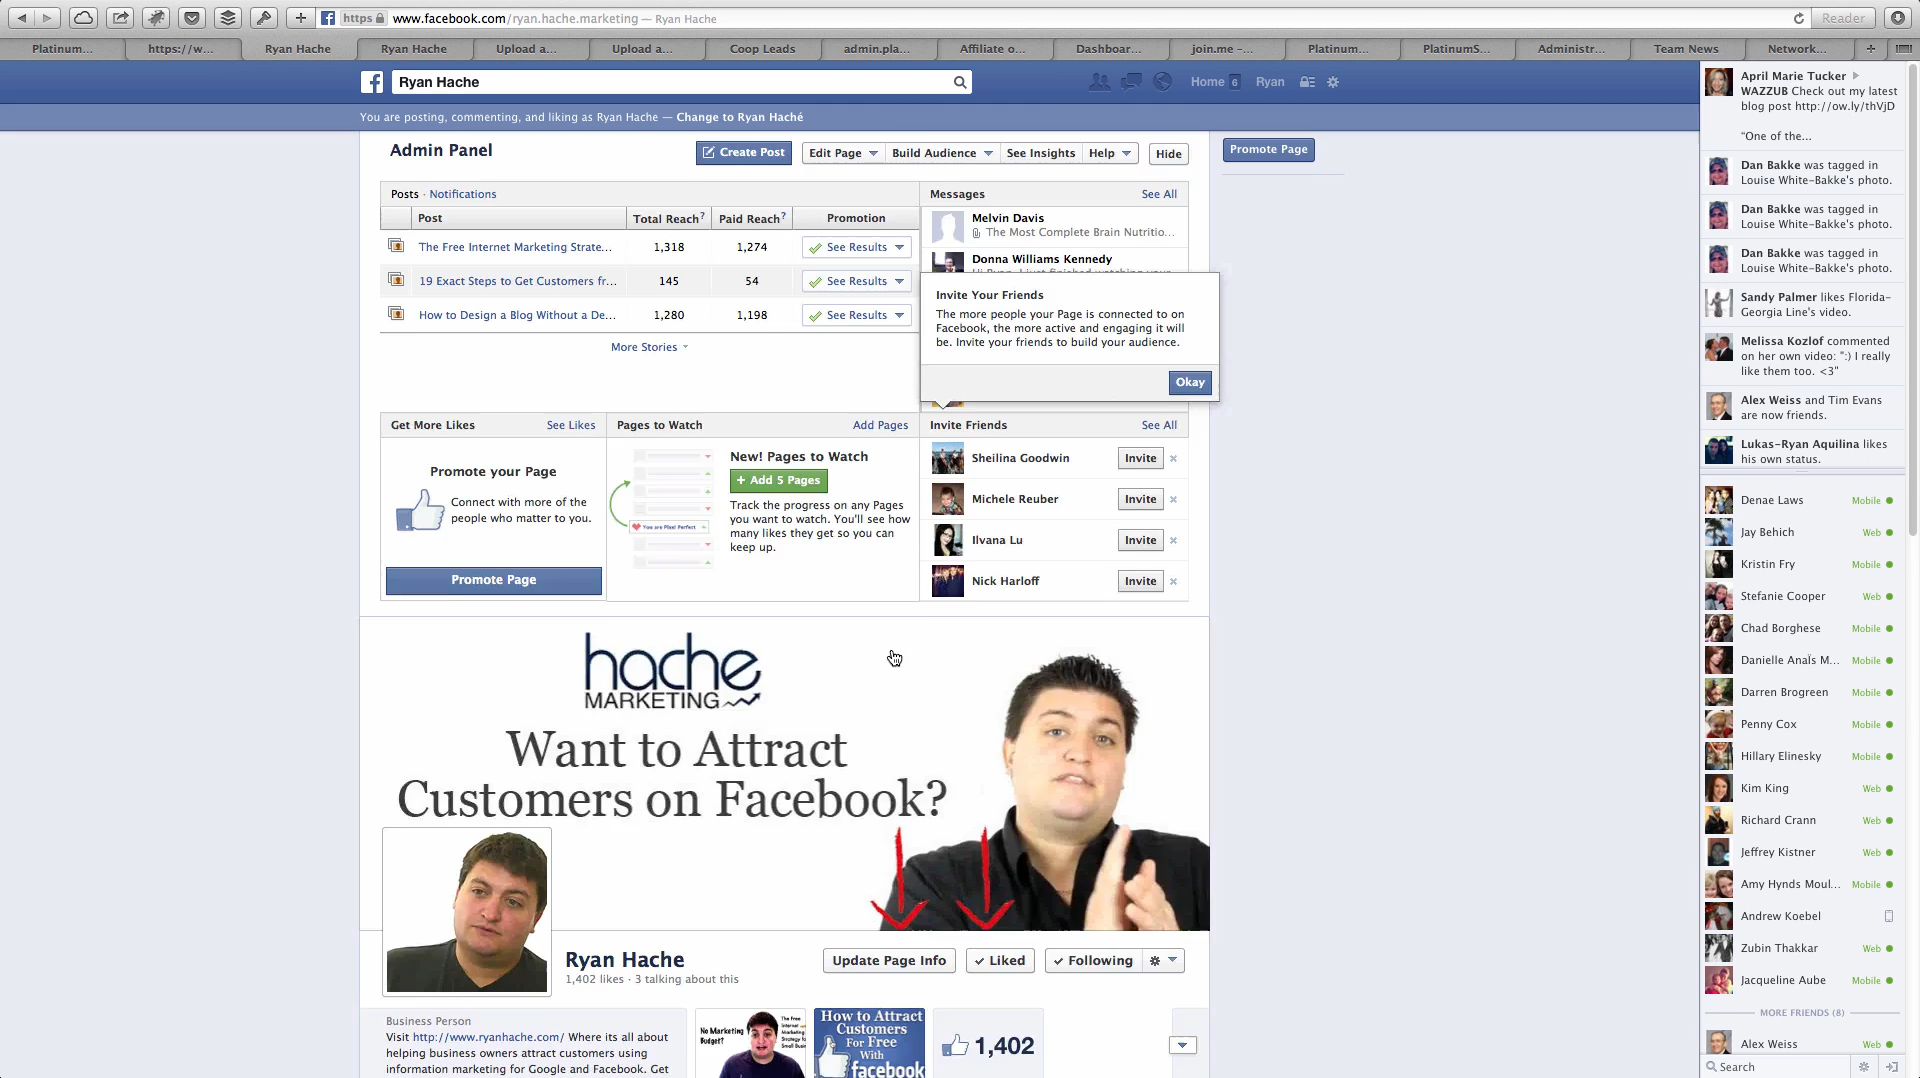 https www.facebook.com/ryan.hache.marketing — Ryan Hache
Reader
Platinum...
https://w...
Ryan Hache
Ryan Hache
Upload a...
Upload a...
Coop Leads
admin.pla...
Affiliate o...
Dashboar...
join.me –...
Platinum...
PlatinumS...
Administr...
Team News
Network...
Ryan Hache
Home 6
Ryan
You are posting, commenting, and liking as Ryan Hache — Change to Ryan Haché
Admin Panel
Create Post
Edit Page
Build Audience
See Insights
Help
Hide
Promote Page
Posts · Notifications
Post
Total Reach?
Paid Reach?
Promotion
The Free Internet Marketing Strate...
1,318
1,274
See Results
19 Exact Steps to Get Customers fr...
145
54
See Results
How to Design a Blog Without a De...
1,280
1,198
See Results
More Stories
Messages
See All
Melvin Davis
The Most Complete Brain Nutritio...
Donna Williams Kennedy
Invite Your Friends
The more people your Page is connected to on
Facebook, the more active and engaging it will
be. Invite your friends to build your audience.
Okay
Get More Likes
See Likes
Promote your Page
Connect with more of the
people who matter to you.
Promote Page
Pages to Watch
Add Pages
New! Pages to Watch
+ Add 5 Pages
Track the progress on any Pages
you want to watch. You'll see how
many likes they get so you can
keep up.
You are Pixel Perfect
Invite Friends
See All
Sheilina Goodwin
Invite
Michele Reuber
Invite
Ilvana Lu
Invite
Nick Harloff
Invite
hache
MARKETING
Want to Attract
Customers on Facebook?
Ryan Hache
1,402 likes · 3 talking about this
Update Page Info
Liked
Following
Business Person
Visit http://www.ryanhache.com/ Where its all about
helping business owners attract customers using
information marketing for Google and Facebook. Get
No Marketing
Budget?
The Free
Internet
Marketing
Strategy for
Small Business
How to Attract
Customers
For Free
With
facebook
1,402
April Marie Tucker
WAZZUB Check out my latest
blog post http://ow.ly/thVjD
"One of the...
Dan Bakke was tagged in
Louise White-Bakke's photo.
Dan Bakke was tagged in
Louise White-Bakke's photo.
Dan Bakke was tagged in
Louise White-Bakke's photo.
Sandy Palmer likes Florida-
Georgia Line's video.
Melissa Kozlof commented
on her own video: ":) I really
like them too. <3"
Alex Weiss and Tim Evans
are now friends.
Lukas-Ryan Aquilina likes
his own status.
Denae Laws Mobile
Jay Behich Web
Kristin Fry Mobile
Stefanie Cooper Web
Chad Borghese Mobile
Danielle Anaïs M... Mobile
Darren Brogreen Mobile
Penny Cox Mobile
Hillary Elinesky Mobile
Kim King Web
Richard Crann Web
Jeffrey Kistner Web
Amy Hynds Moul... Mobile
Andrew Koebel
Zubin Thakkar Web
Jacqueline Aube Mobile
MORE FRIENDS (8)
Alex Weiss Web
Search